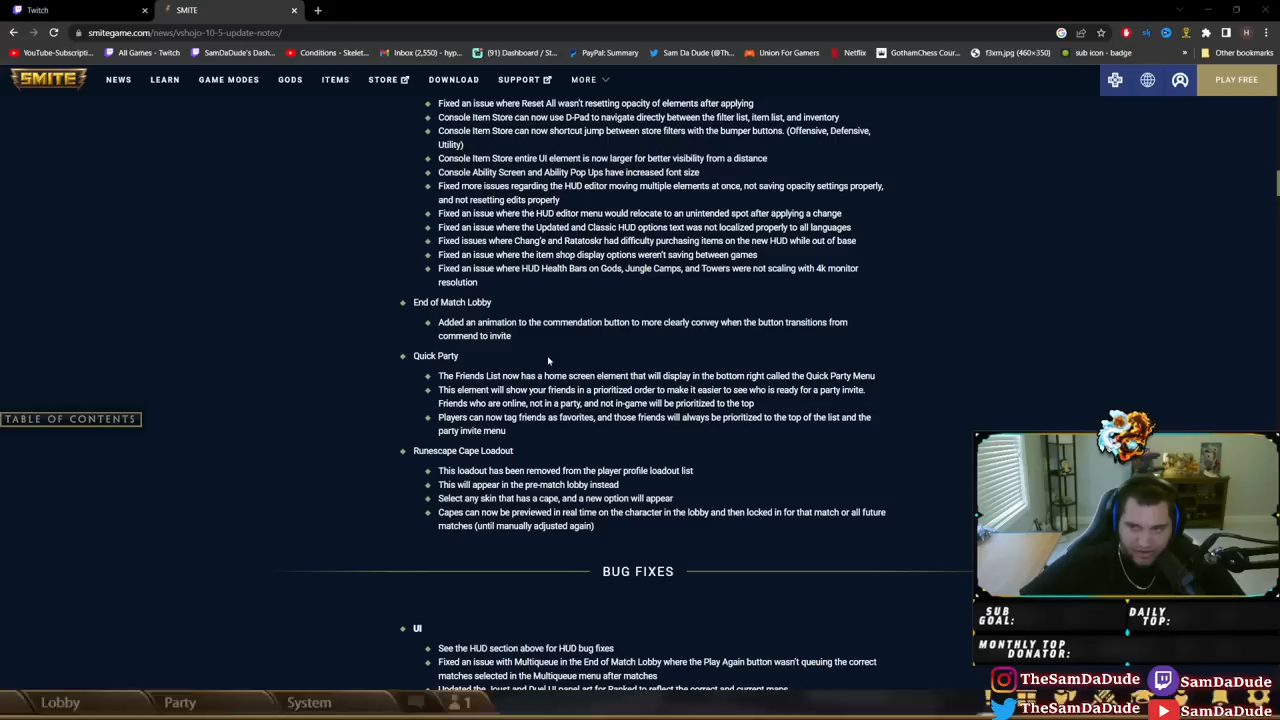 Twitch
SMITE
smitegame.com/news/vshojo-10-5-update-notes/
YouTube-Subscripti...
All Games - Twitch
SamDaDude's Dash...
Conditions - Skelet...
Inbox (2,550) - hyp...
(91) Dashboard / St...
PayPal: Summary
Sam Da Dude (@Th...
Union For Gamers
Netflix
GothamChess Cour...
f3xm.jpg (460×350)
sub icon - badge
Other bookmarks
SMITE
NEWS
LEARN
GAME MODES
GODS
ITEMS
STORE
DOWNLOAD
SUPPORT
MORE
PLAY FREE
Fixed an issue where Reset All wasn't resetting opacity of elements after applying
Console Item Store can now use D-Pad to navigate directly between the filter list, item list, and inventory
Console Item Store can now shortcut jump between store filters with the bumper buttons. (Offensive, Defensive,
Utility)
Console Item Store entire UI element is now larger for better visibility from a distance
Console Ability Screen and Ability Pop Ups have increased font size
Fixed more issues regarding the HUD editor moving multiple elements at once, not saving opacity settings properly,
and not resetting edits properly
Fixed an issue where the HUD editor menu would relocate to an unintended spot after applying a change
Fixed an issue where the Updated and Classic HUD options text was not localized properly to all languages
Fixed issues where Chang'e and Ratatoskr had difficulty purchasing items on the new HUD while out of base
Fixed an issue where the item shop display options weren't saving between games
Fixed an issue where HUD Health Bars on Gods, Jungle Camps, and Towers were not scaling with 4k monitor
resolution
End of Match Lobby
Added an animation to the commendation button to more clearly convey when the button transitions from
commend to invite
Quick Party
The Friends List now has a home screen element that will display in the bottom right called the Quick Party Menu
This element will show your friends in a prioritized order to make it easier to see who is ready for a party invite.
Friends who are online, not in a party, and not in-game will be prioritized to the top
Players can now tag friends as favorites, and those friends will always be prioritized to the top of the list and the
party invite menu
TABLE OF CONTENTS
Runescape Cape Loadout
This loadout has been removed from the player profile loadout list
This will appear in the pre-match lobby instead
Select any skin that has a cape, and a new option will appear
Capes can now be previewed in real time on the character in the lobby and then locked in for that match or all future
matches (until manually adjusted again)
BUG FIXES
UI
See the HUD section above for HUD bug fixes
Fixed an issue with Multiqueue in the End of Match Lobby where the Play Again button wasn't queuing the correct
matches selected in the Multiqueue menu after matches
Updated the Joust and Duel UI panel art for Ranked to reflect the correct and current maps
SUB
GOAL:
DAILY
TOP:
MONTHLY TOP
DONATOR:
TheSamDaDude
SamDaDude
TheSamDaDude
SamDaDude
Lobby
Party
System
1